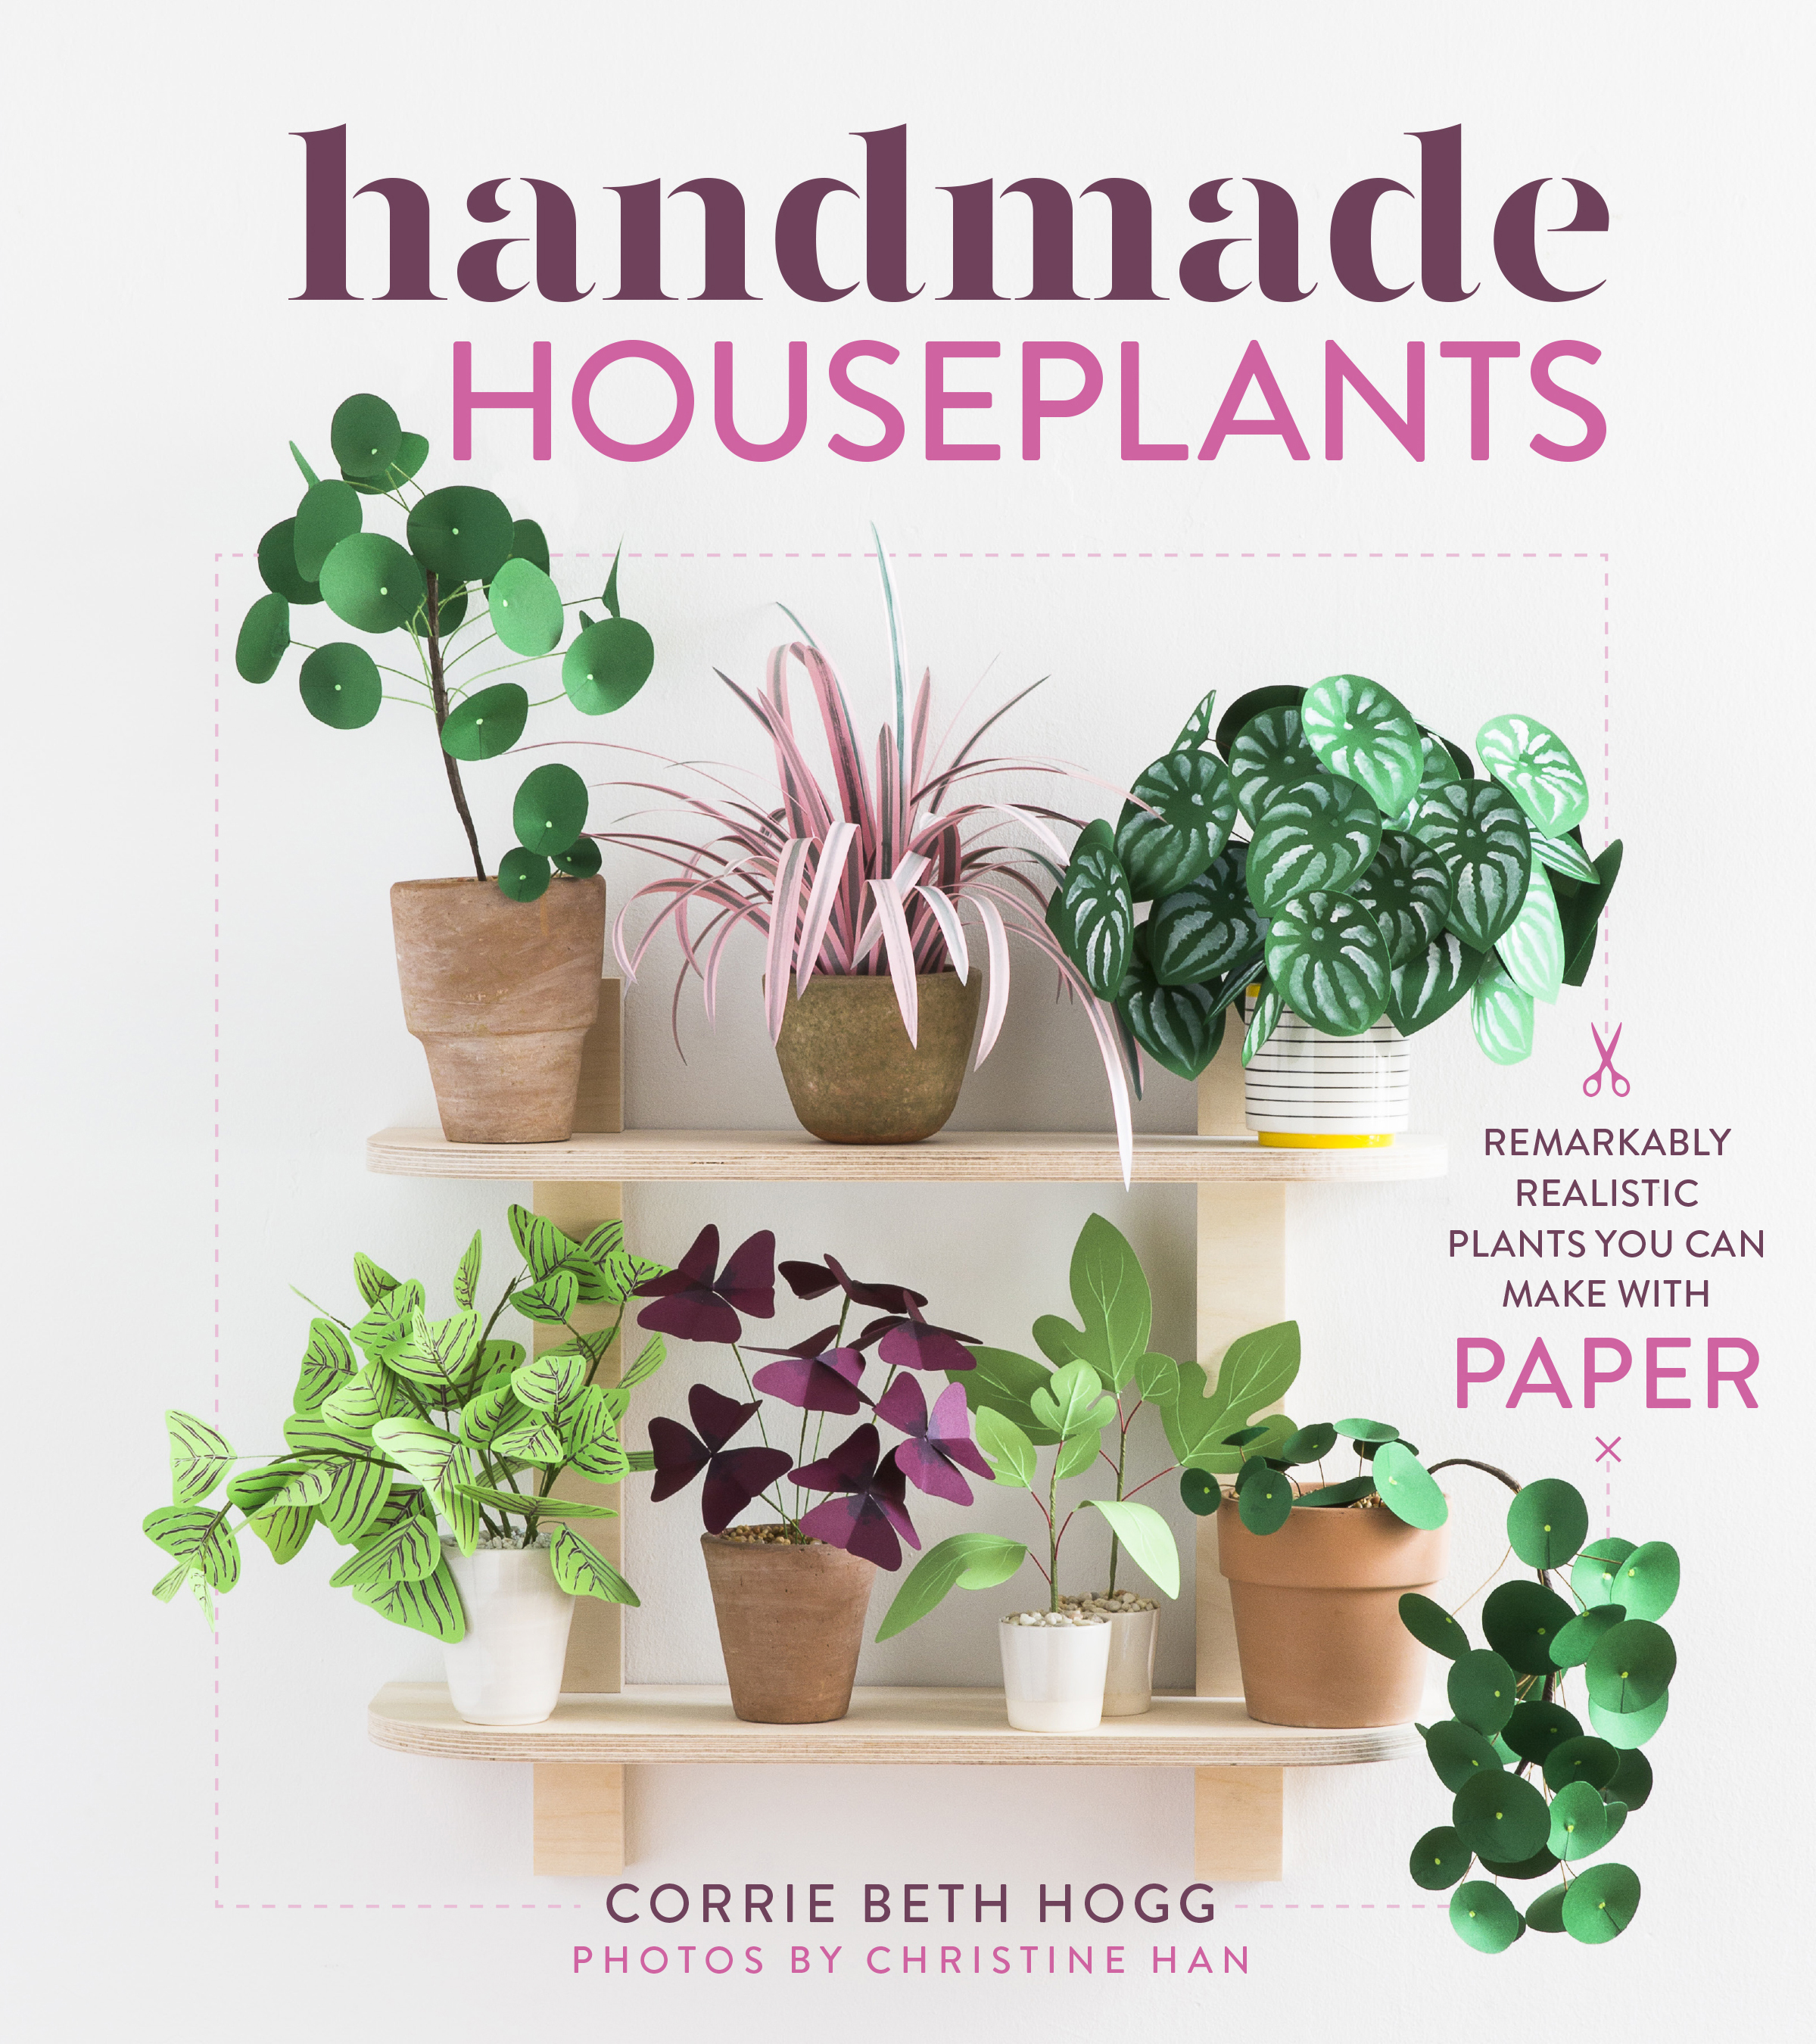 handmade
HOUSEPLANTS
REMARKABLY
REALISTIC
PLANTS YOU CAN
MAKE WITH
PAPER
CORRIE BETH HOGG
PHOTOS BY CHRISTINE HAN